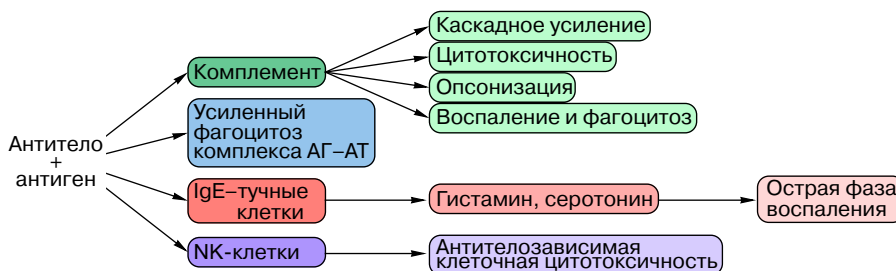 Антитело
+
антиген
Комплемент
Каскадное усиление
Цитотоксичность
Опсонизация
Воспаление и фагоцитоз
Усиленный
фагоцитоз
комплекса АГ–АТ
IgE–тучные
клетки
Гистамин, серотонин
Острая фаза
воспаления
NK-клетки
Антителозависимая
клеточная цитотоксичность